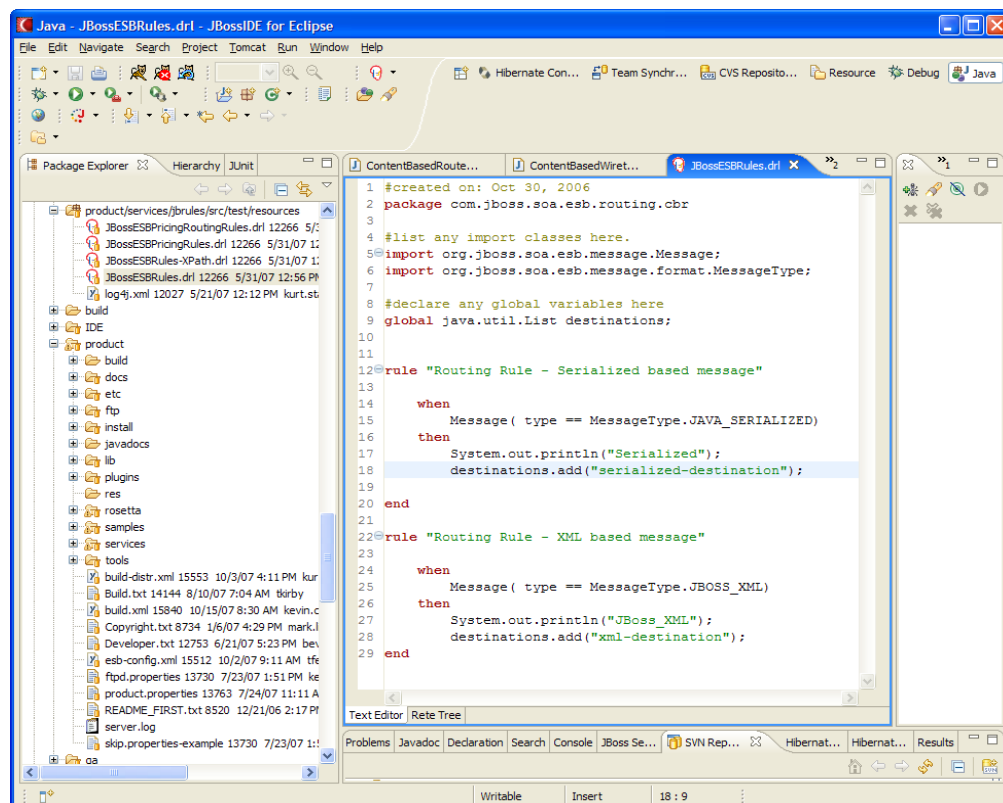 Java - JBossESBRules.drl - JBossIDE for Eclipse
File Edit Navigate Search Project Tomcat Run Window Help
Hibernate Con... Team Synchr... CVS Reposito... Resource Debug Java
Package Explorer Hierarchy JUnit
ContentBasedRoute... ContentBasedWiret... JBossESBRules.drl »2 »1
product/services/jbrules/src/test/resources
JBossESBPricingRoutingRules.drl 12266 5/3
JBossESBPricingRules.drl 12266 5/31/07 12
JBossESBRules-XPath.drl 12266 5/31/07 1
JBossESBRules.drl 12266 5/31/07 12:56 PM
log4j.xml 12027 5/21/07 12:12 PM kurt.st
build
IDE
product
build
docs
etc
ftp
install
javadocs
lib
plugins
res
rosetta
samples
services
tools
build-distr.xml 15553 10/3/07 4:11 PM kur
Build.txt 14144 8/10/07 7:04 AM tkirby
build.xml 15840 10/15/07 8:30 AM kevin.c
Copyright.txt 8734 1/6/07 4:29 PM mark.l
Developer.txt 12753 6/21/07 5:23 PM bev
esb-config.xml 15512 10/2/07 9:11 AM tfe
ftpd.properties 13730 7/23/07 1:51 PM ke
product.properties 13763 7/24/07 11:11 A
README_FIRST.txt 8520 12/21/06 2:17 P
server.log
skip.properties-example 13730 7/23/07 1:
qa
1 #created on: Oct 30, 2006
2 package com.jboss.soa.esb.routing.cbr
3
4 #list any import classes here.
5 import org.jboss.soa.esb.message.Message;
6 import org.jboss.soa.esb.message.format.MessageType;
7
8 #declare any global variables here
9 global java.util.List destinations;
10
11
12 rule "Routing Rule - Serialized based message"
13
14 when
15 Message( type == MessageType.JAVA_SERIALIZED)
16 then
17 System.out.println("Serialized");
18 destinations.add("serialized-destination");
19
20 end
21
22 rule "Routing Rule - XML based message"
23
24 when
25 Message( type == MessageType.JBOSS_XML)
26 then
27 System.out.println("JBoss_XML");
28 destinations.add("xml-destination");
29 end
Text Editor Rete Tree
Problems Javadoc Declaration Search Console JBoss Se... SVN Rep... Hibernat... Hibernat... Results
Writable Insert 18 : 9